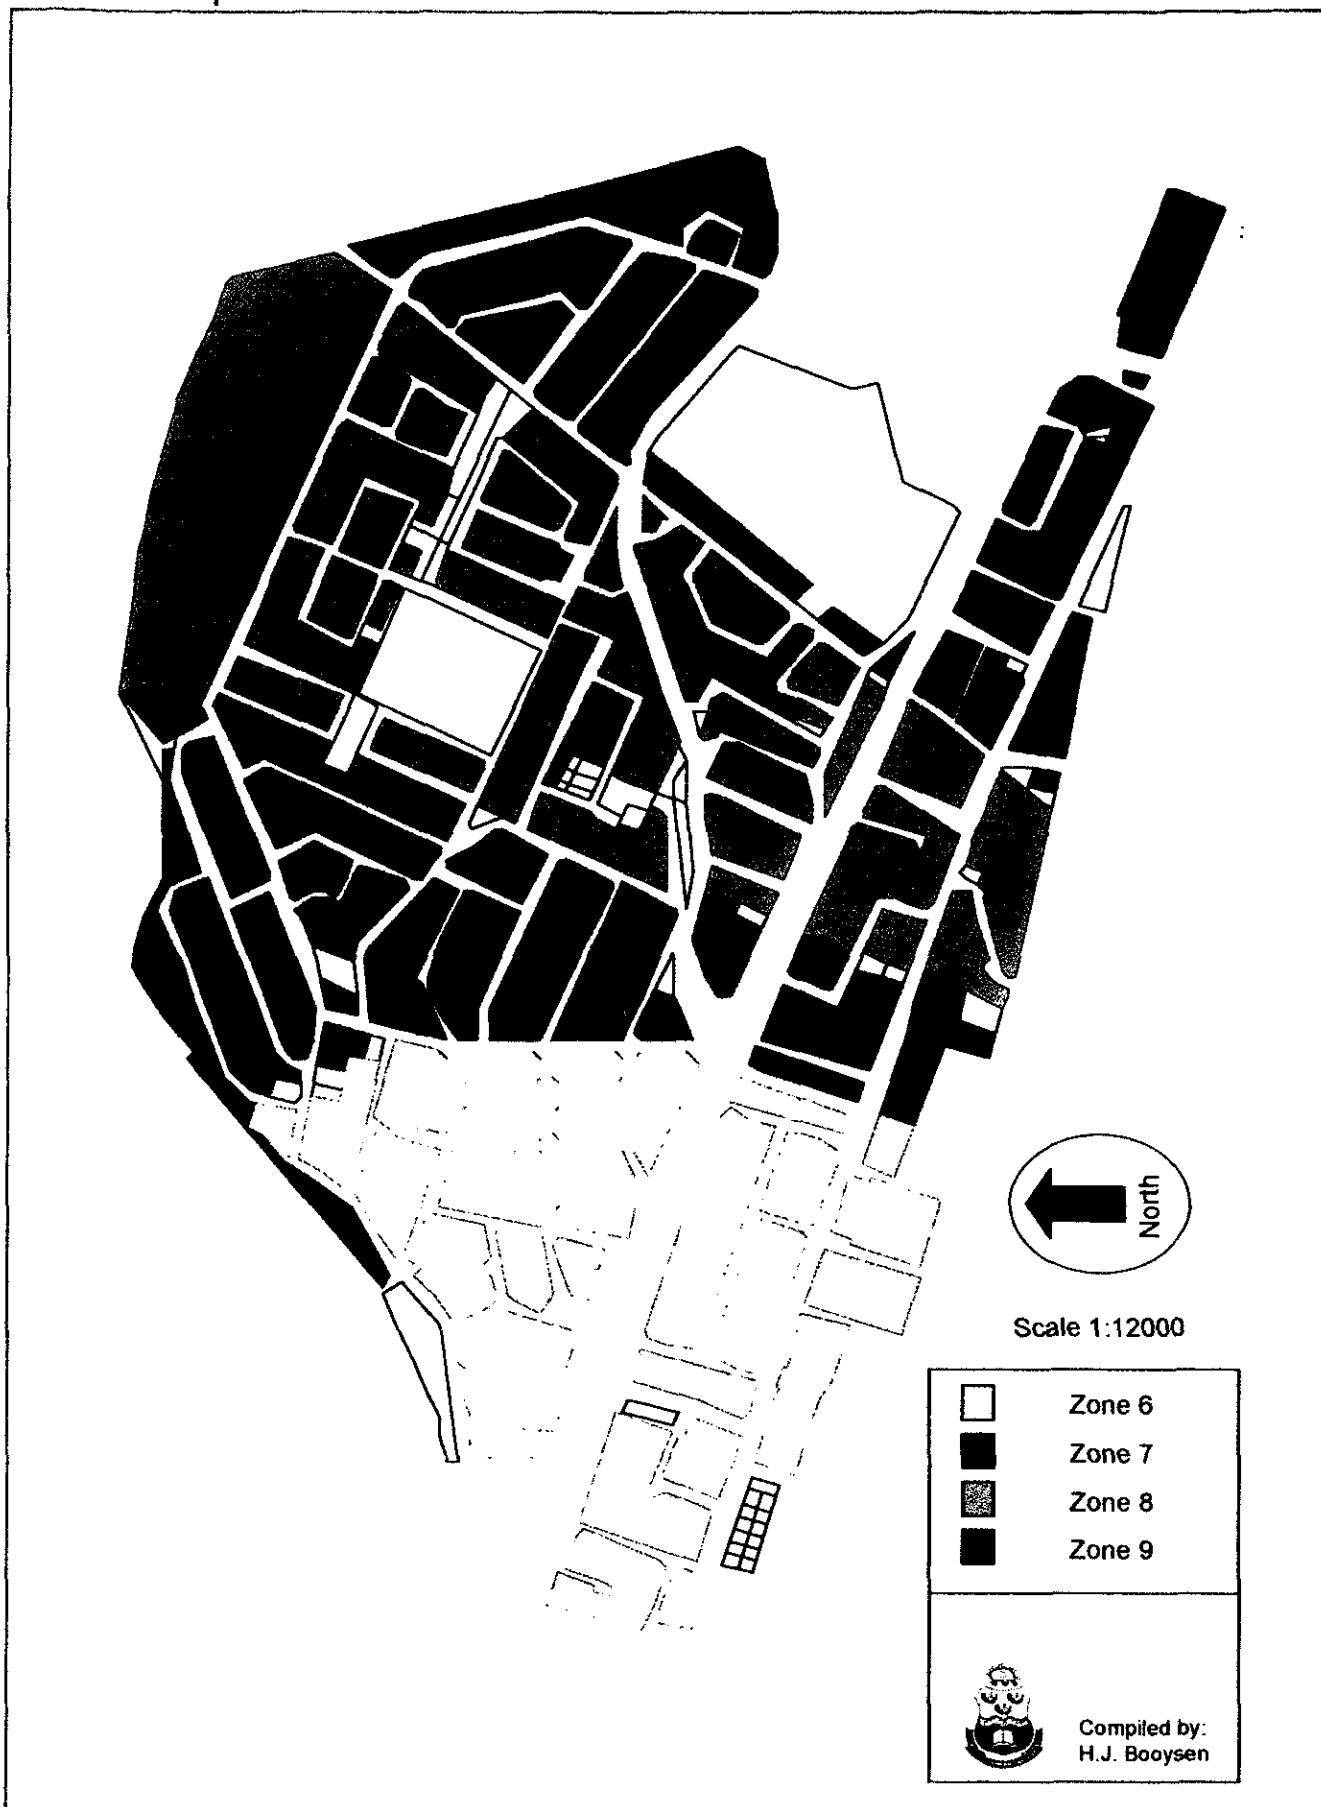 North
Scale 1:12000
Zone 6
Zone 7
Zone 8
Zone 9
Compiled by:
H.J. Booysen